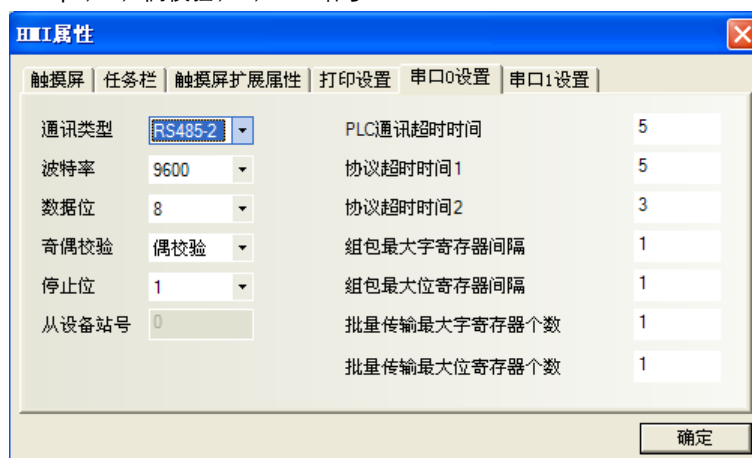 HMI属性
触摸屏 任务栏 触摸屏扩展属性 打印设置 串口0设置 串口1设置
通讯类型 RS485-2 PLC通讯超时时间 5
波特率 9600 协议超时时间1 5
数据位 8 协议超时时间2 3
奇偶校验 偶校验 组包最大字寄存器间隔 1
停止位 1 组包最大位寄存器间隔 1
从设备站号 0 批量传输最大字寄存器个数 1
批量传输最大位寄存器个数 1
确定